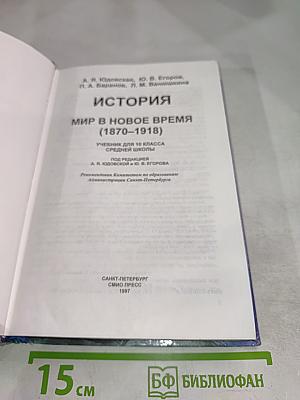 А. Я. Юдовская, Ю. В. Егоров,
П. А. Баранов, Л. М. Ванюшкина
ИСТОРИЯ
МИР В НОВОЕ ВРЕМЯ
(1870–1918)
УЧЕБНИК ДЛЯ 10 КЛАССА
СРЕДНЕЙ ШКОЛЫ
ПОД РЕДАКЦИЕЙ
А. Я. ЮДОВСКОЙ и Ю. В. ЕГОРОВА
Рекомендован Комитетом по образованию
Администрации Санкт-Петербурга
САНКТ-ПЕТЕРБУРГ
СМИО ПРЕСС
1997
15 см
БФ БИБЛИОФАН